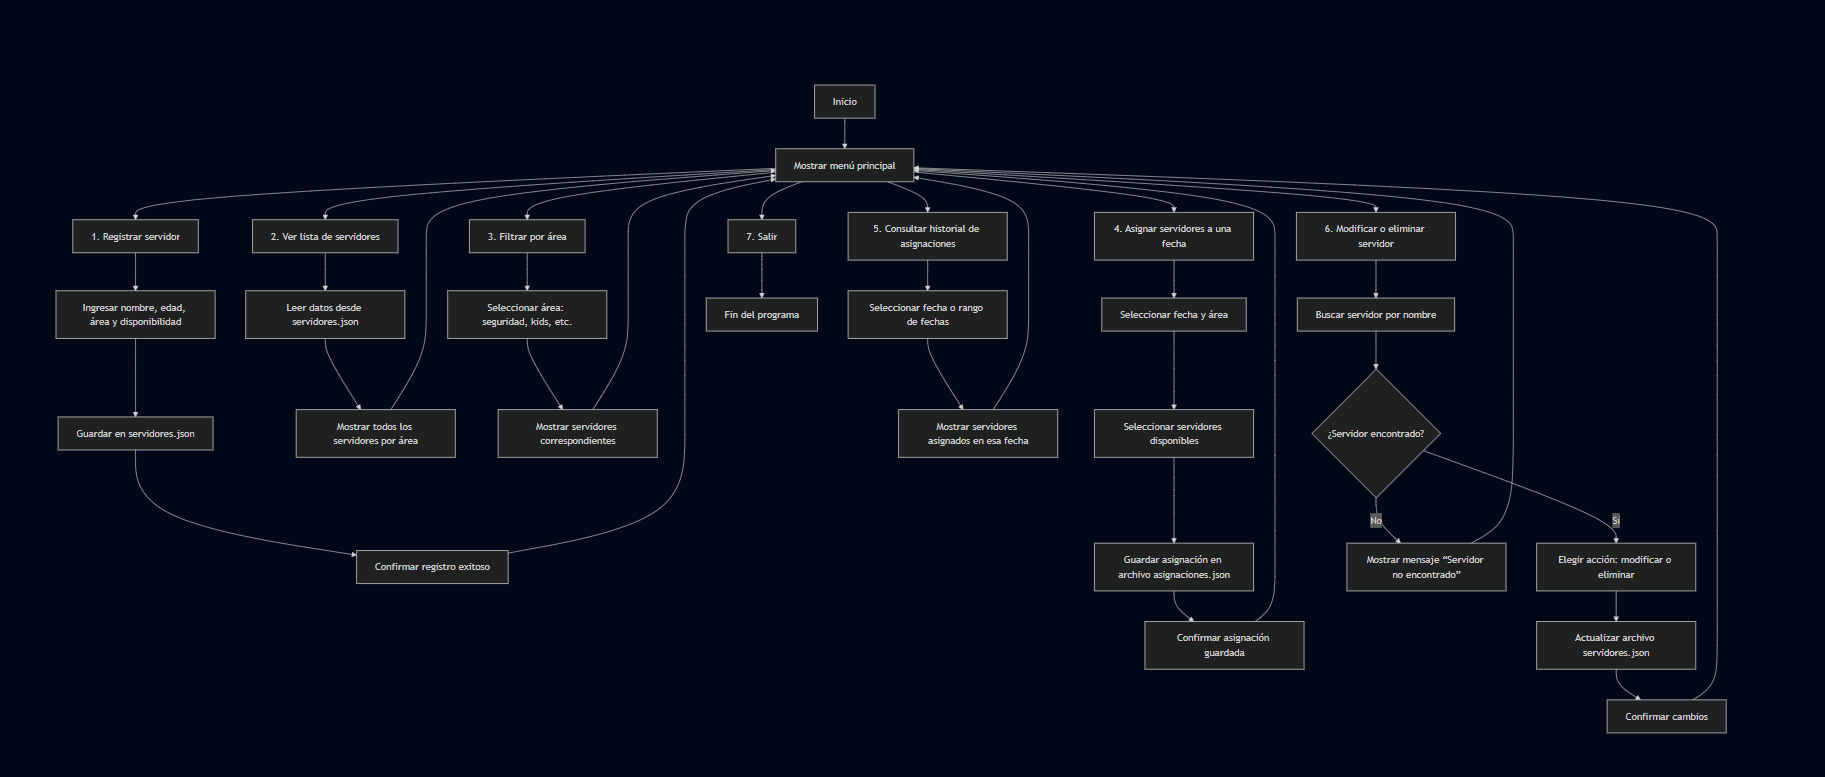 Inicio
Mostrar menú principal
1. Registrar servidor
2. Ver lista de servidores
3. Filtrar por área
7. Salir
5. Consultar historial de
asignaciones
4. Asignar servidores a una
fecha
6. Modificar o eliminar
servidor
Ingresar nombre, edad,
área y disponibilidad
Leer datos desde
servidores.json
Seleccionar área:
seguridad, kids, etc.
Fin del programa
Seleccionar fecha o rango
de fechas
Seleccionar fecha y área
Buscar servidor por nombre
Guardar en servidores.json
Mostrar todos los
servidores por área
Mostrar servidores
correspondientes
Mostrar servidores
asignados en esa fecha
Seleccionar servidores
disponibles
¿Servidor encontrado?
No
Sí
Confirmar registro exitoso
Guardar asignación en
archivo asignaciones.json
Mostrar mensaje “Servidor
no encontrado”
Elegir acción: modificar o
eliminar
Confirmar asignación
guardada
Actualizar archivo
servidores.json
Confirmar cambios